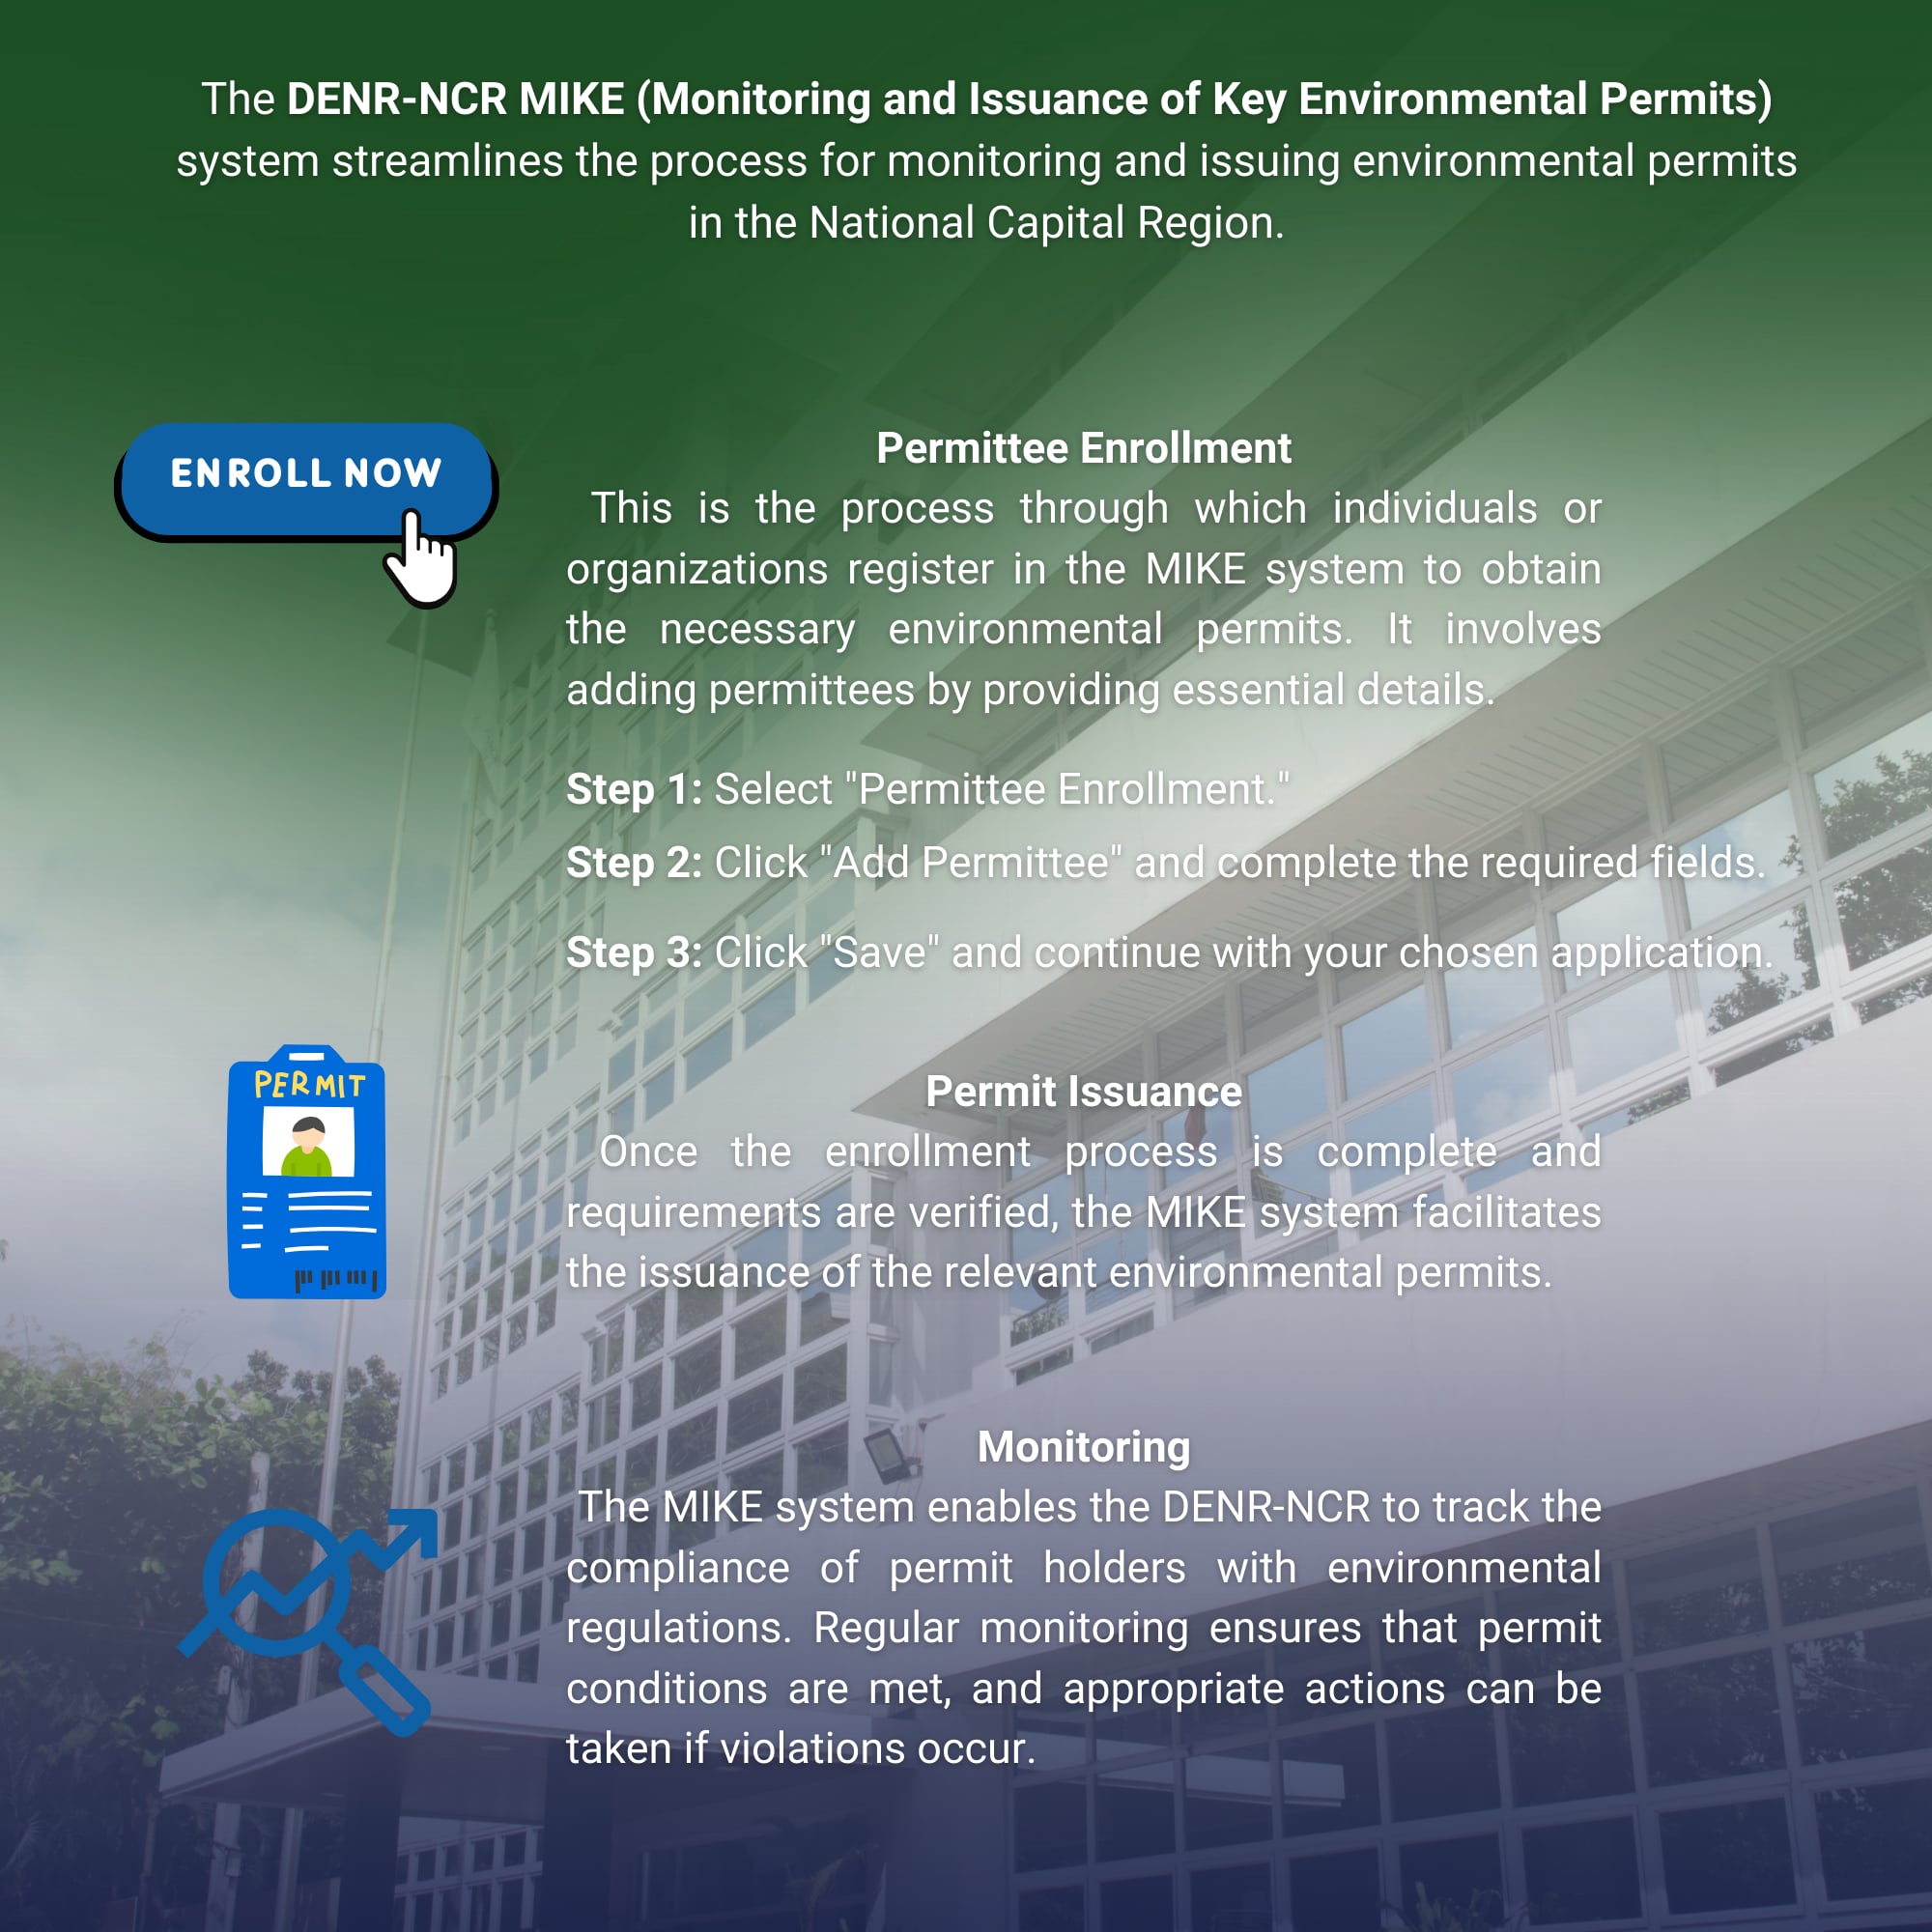 The DENR-NCR MIKE (Monitoring and Issuance of Key Environmental Permits)
system streamlines the process for monitoring and issuing environmental permits
in the National Capital Region.
ENROLL NOW
Permittee Enrollment
This is the process through which individuals or
organizations register in the MIKE system to obtain
the necessary environmental permits. It involves
adding permittees by providing essential details.
Step 1: Select "Permittee Enrollment."
Step 2: Click "Add Permittee" and complete the required fields.
Step 3: Click "Save" and continue with your chosen application.
PERMIT
Permit Issuance
Once the enrollment process is complete and
requirements are verified, the MIKE system facilitates
the issuance of the relevant environmental permits.
Monitoring
The MIKE system enables the DENR-NCR to track the
compliance of permit holders with environmental
regulations. Regular monitoring ensures that permit
conditions are met, and appropriate actions can be
taken if violations occur.